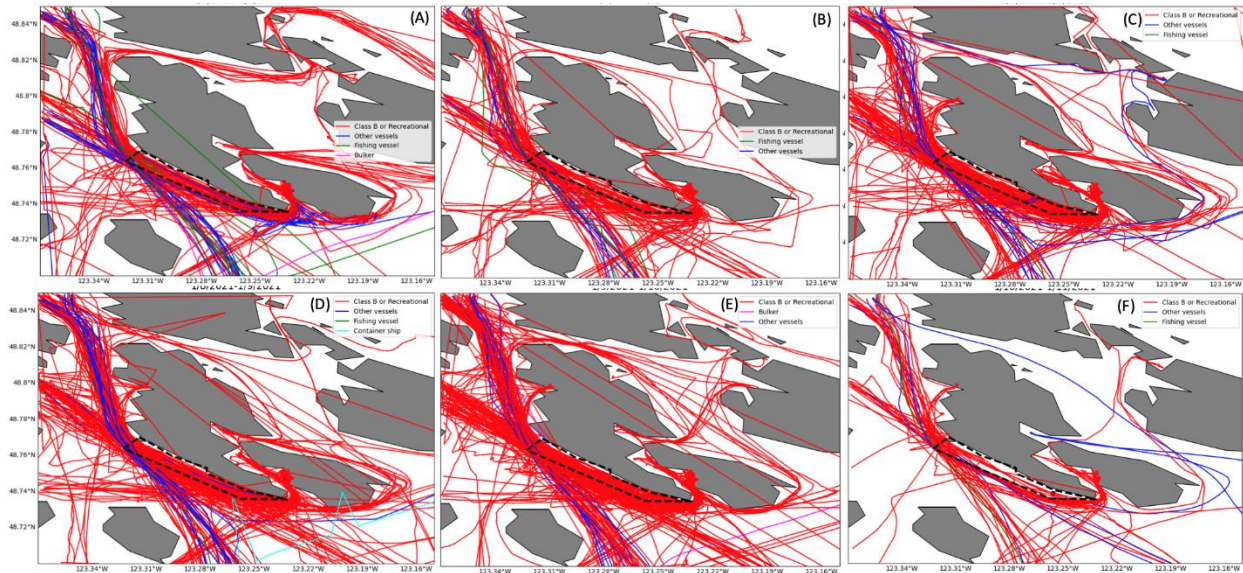 (A)
48.84°N
48.82°N
48.8°N
48.78°N
48.76°N
48.74°N
48.72°N
Class B or Recreational
Other vessels
Fishing vessel
Bulker
123.34°W 123.31°W 123.28°W 123.25°W 123.22°W 123.19°W 123.16°W
(B)
Class B or Recreational
Fishing vessel
Other vessels
123.34°W 123.31°W 123.28°W 123.25°W 123.22°W 123.19°W 123.16°W
(C)
Class B or Recreational
Other vessels
Fishing vessel
123.34°W 123.31°W 123.28°W 123.25°W 123.22°W 123.19°W 123.16°W
(D)
48.84°N
48.82°N
48.8°N
48.78°N
48.76°N
48.74°N
48.72°N
Class B or Recreational
Other vessels
Fishing vessel
Container ship
123.34°W 123.31°W 123.28°W 123.25°W 123.22°W 123.19°W 123.16°W
(E)
Class B or Recreational
Bulker
Other vessels
123.34°W 123.31°W 123.28°W 123.25°W 123.22°W 123.19°W 123.16°W
(F)
Class B or Recreational
Other vessels
Fishing vessel
123.34°W 123.31°W 123.28°W 123.25°W 123.22°W 123.19°W 123.16°W